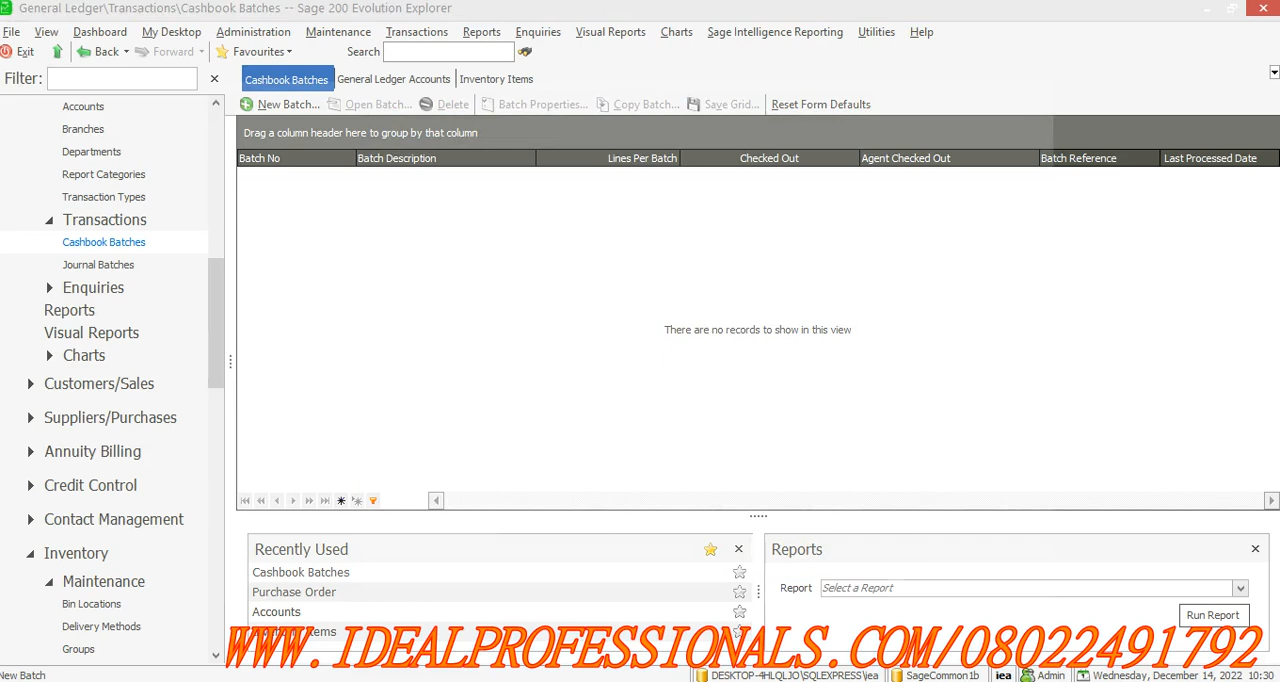 General Ledger\Transactions\Cashbook Batches -- Sage 200 Evolution Explorer
File View Dashboard My Desktop Administration Maintenance Transactions Reports Enquiries Visual Reports Charts Sage Intelligence Reporting Utilities Help
Exit Back Forward Favourites Search
Filter:
Cashbook Batches General Ledger Accounts Inventory Items
New Batch... Open Batch... Delete Batch Properties... Copy Batch... Save Grid... Reset Form Defaults
Drag a column header here to group by that column
Batch No Batch Description Lines Per Batch Checked Out Agent Checked Out Batch Reference Last Processed Date
There are no records to show in this view
Accounts
Branches
Departments
Report Categories
Transaction Types
Transactions
Cashbook Batches
Journal Batches
Enquiries
Reports
Visual Reports
Charts
Customers/Sales
Suppliers/Purchases
Annuity Billing
Credit Control
Contact Management
Inventory
Maintenance
Bin Locations
Delivery Methods
Groups
Recently Used
Cashbook Batches
Purchase Order
Accounts
Reports
Report Select a Report
Run Report
WWW. IDEALPROFESSIONALS. COM/08022491792
New Batch DESKTOP-4HLQLJO\SQLEXPRESS\iea SageCommon1b iea Admin Wednesday, December 14, 2022 10:30